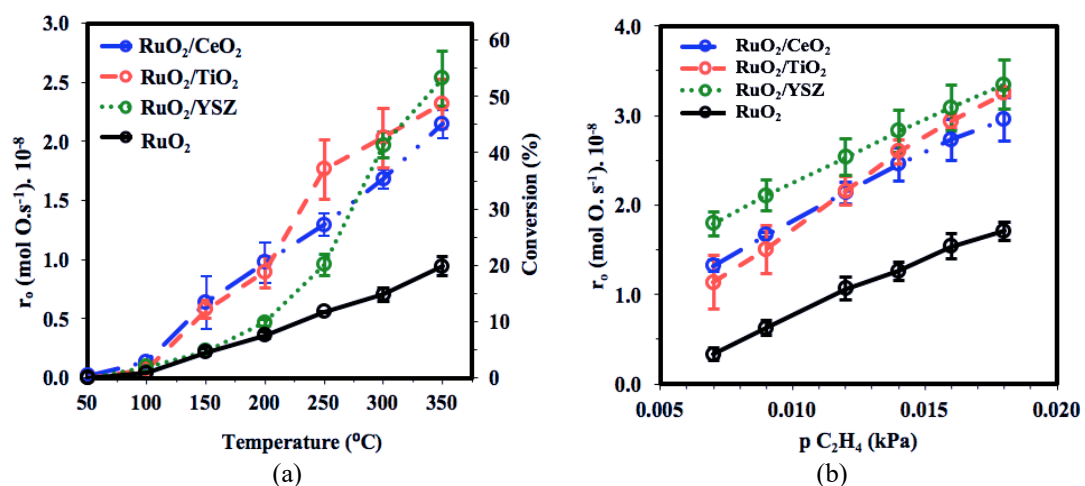 3.0
2.5
2.0
1.5
1.0
0.5
0.0
rₒ (mol O.s⁻¹). 10⁻⁸
RuO₂/CeO₂
RuO₂/TiO₂
RuO₂/YSZ
RuO₂
60
50
40
30
20
10
0
Conversion (%)
50 100 150 200 250 300 350
Temperature (⁰C)
(a)
4.0
3.0
2.0
1.0
0.0
rₒ (mol O. s⁻¹). 10⁻⁸
RuO₂/CeO₂
RuO₂/TiO₂
RuO₂/YSZ
RuO₂
0.005 0.010 0.015 0.020
p C₂H₄ (kPa)
(b)